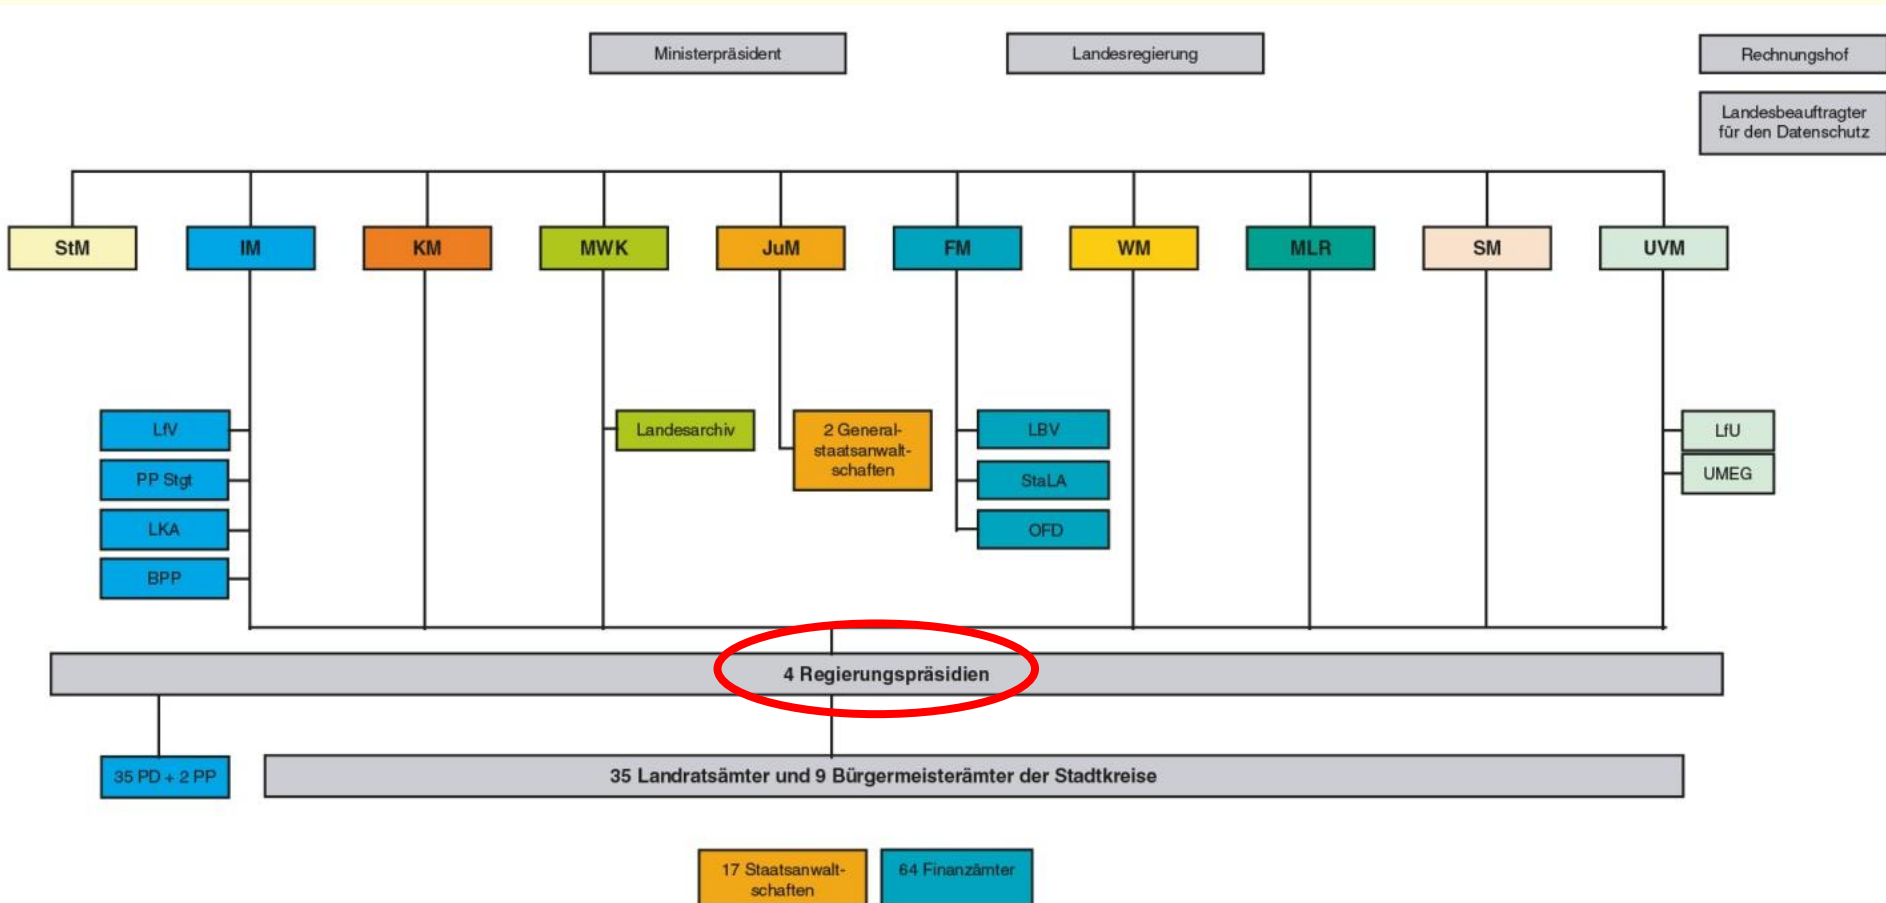 Ministerpräsident
Landesregierung
Rechnungshof
Landesbeauftragter
für den Datenschutz
StM
IM
KM
MWK
JuM
FM
WM
MLR
SM
UVM
LfV
PP Stgt
LKA
BPP
Landesarchiv
2 General-
staatsanwalt-
schaften
LBV
StaLA
OFD
LfU
UMEG
4 Regierungspräsidien
35 PD + 2 PP
35 Landratsämter und 9 Bürgermeisterämter der Stadtkreise
17 Staatsanwalt-
schaften
64 Finanzämter